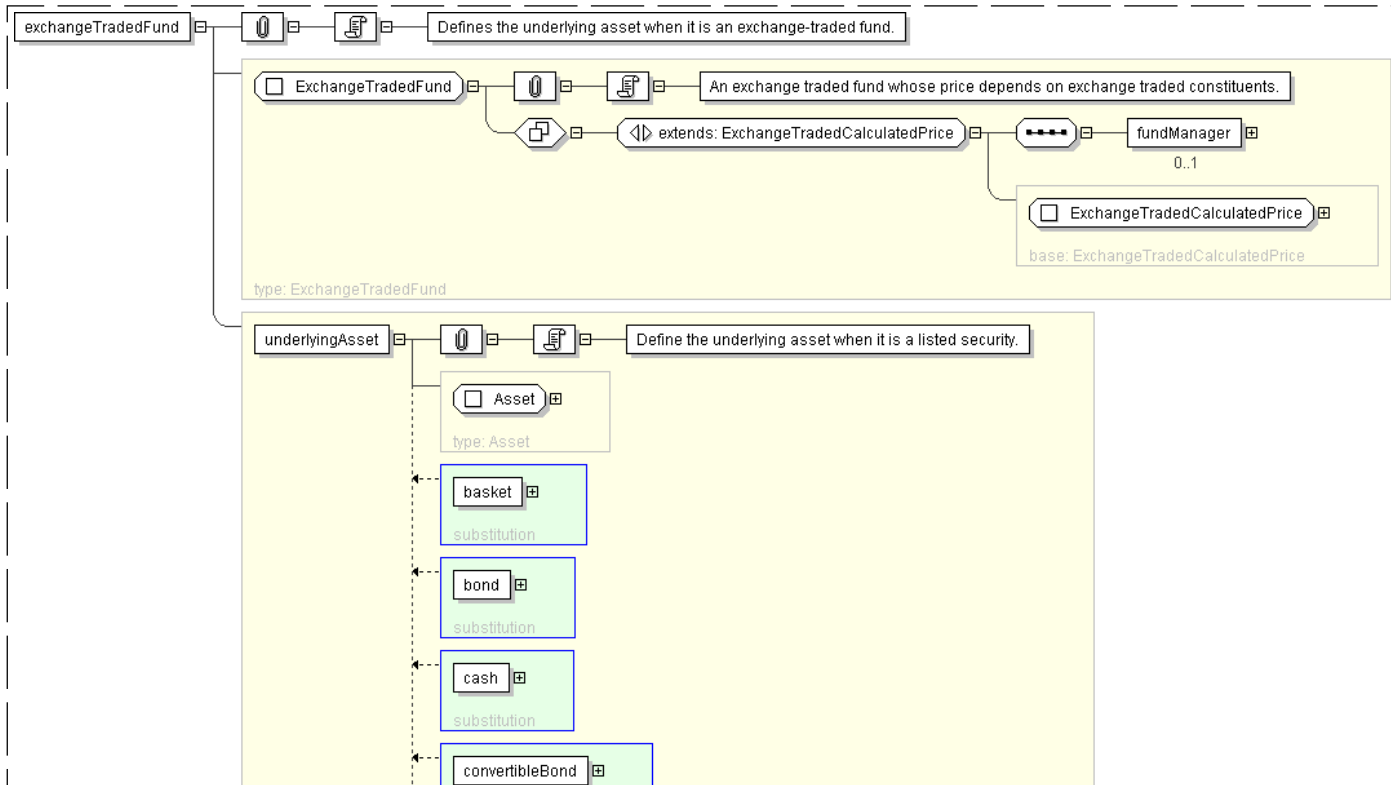 exchangeTradedFund
Defines the underlying asset when it is an exchange-traded fund.
ExchangeTradedFund
An exchange traded fund whose price depends on exchange traded constituents.
extends: ExchangeTradedCalculatedPrice
fundManager
0..1
ExchangeTradedCalculatedPrice
base: ExchangeTradedCalculatedPrice
type: ExchangeTradedFund
underlyingAsset
Define the underlying asset when it is a listed security.
Asset
type: Asset
basket
substitution
bond
substitution
cash
substitution
convertibleBond